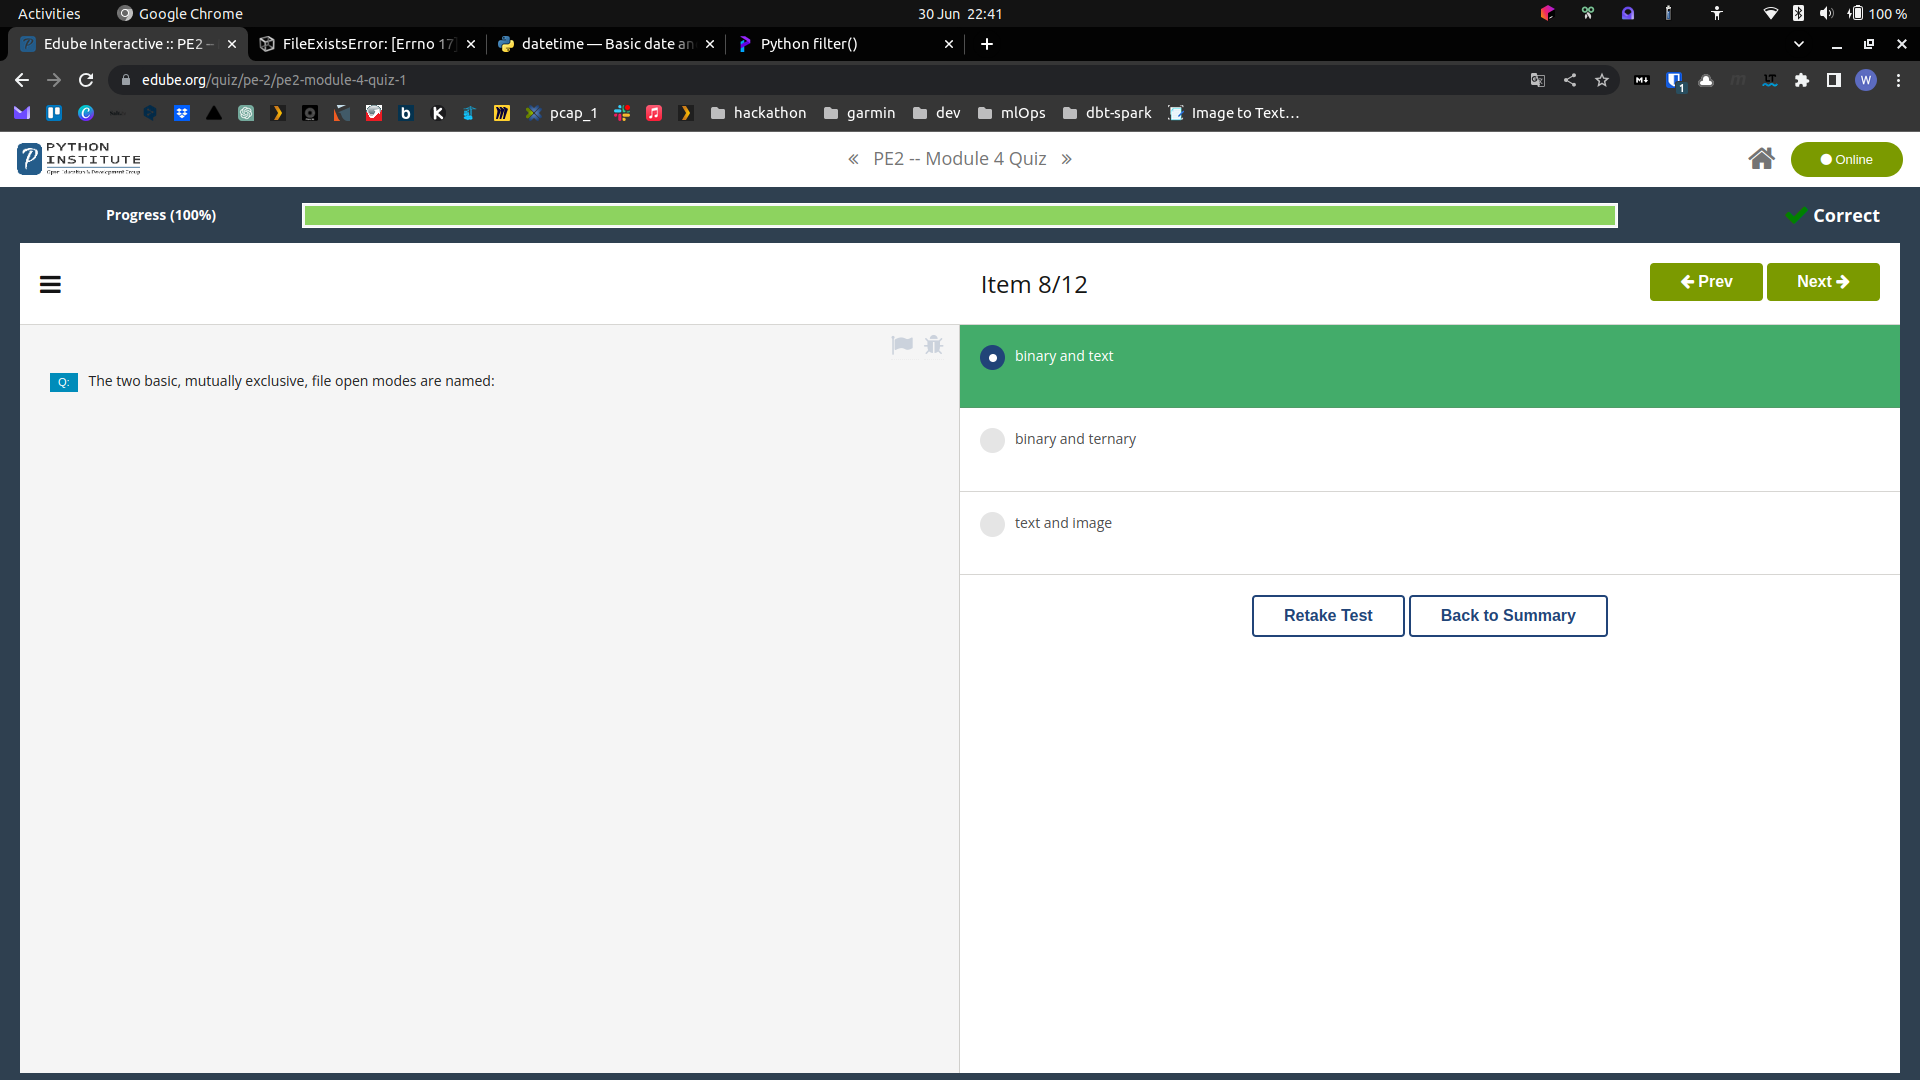 Activities Google Chrome 30 Jun 22:41 100 %
Edube Interactive :: PE2 – FileExistsError: [Errno 17] datetime — Basic date an Python filter()
edube.org/quiz/pe-2/pe2-module-4-quiz-1
pcap_1 hackathon garmin dev mlOps dbt-spark Image to Text…
PYTHON
INSTITUTE
Open Education & Development Group
« PE2 -- Module 4 Quiz »
Online
Progress (100%)
Correct
Item 8/12
Prev
Next
Q: The two basic, mutually exclusive, file open modes are named:
binary and text
binary and ternary
text and image
Retake Test
Back to Summary